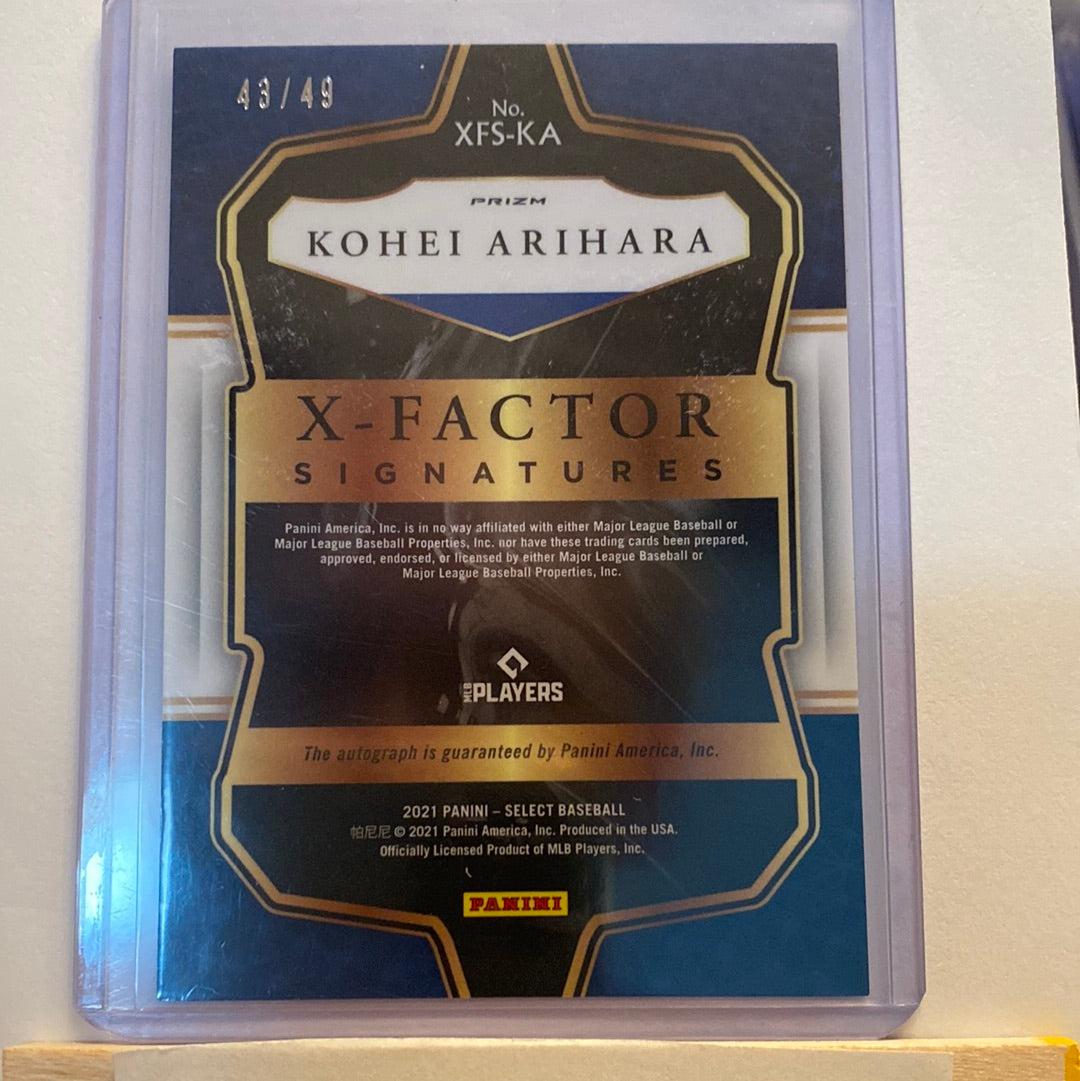 43/49
No.
XFS-KA
PRIZM
KOHEI ARIHARA
X-FACTOR
SIGNATURES
Panini America, Inc. is in no way affiliated with either Major League Baseball or
Major League Baseball Properties, Inc. nor have these trading cards been prepared,
approved, endorsed, or licensed by either Major League Baseball or
Major League Baseball Properties, Inc.
MLB PLAYERS
The autograph is guaranteed by Panini America, Inc.
2021 PANINI – SELECT BASEBALL
帕尼尼 © 2021 Panini America, Inc. Produced in the USA.
Officially Licensed Product of MLB Players, Inc.
PANINI